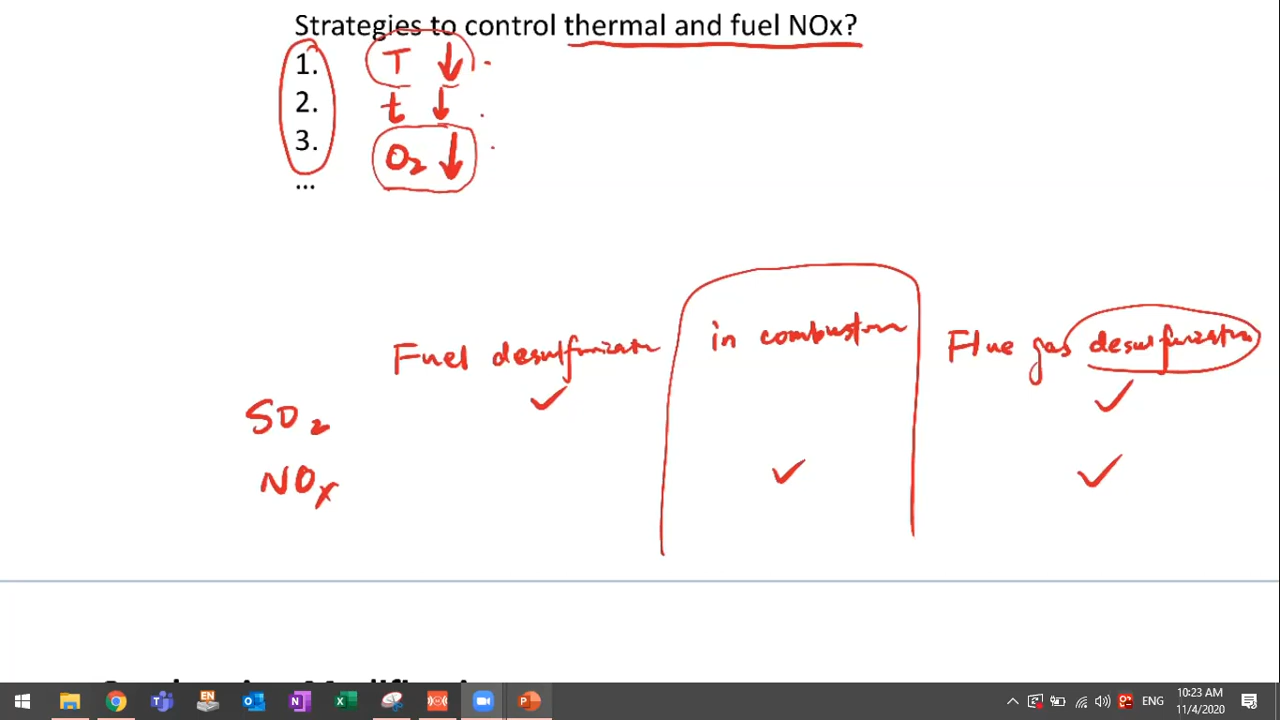 Strategies to control thermal and fuel NOx?
1. T ↓
2. t ↓
3. O₂ ↓
...
Fuel desulfurization in combustion Flue gas desulfurization
SO₂ ✓ ✓
NOx ✓ ✓
ENG
10:23 AM
11/4/2020